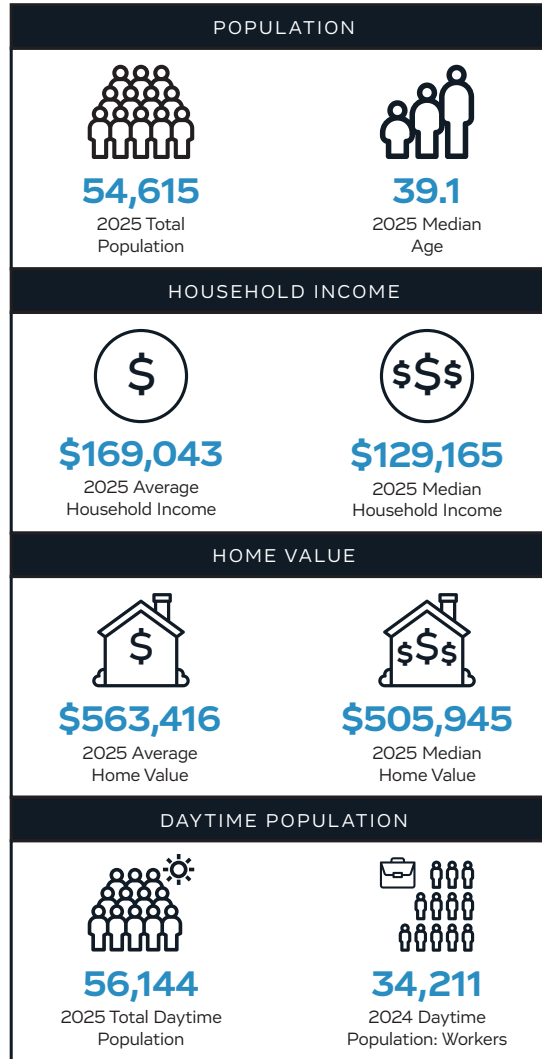 POPULATION
54,615
2025 Total
Population
39.1
2025 Median
Age
HOUSEHOLD INCOME
$
$169,043
2025 Average
Household Income
$$$
$129,165
2025 Median
Household Income
HOME VALUE
$
$563,416
2025 Average
Home Value
$$$
$505,945
2025 Median
Home Value
DAYTIME POPULATION
56,144
2025 Total Daytime
Population
34,211
2024 Daytime
Population: Workers